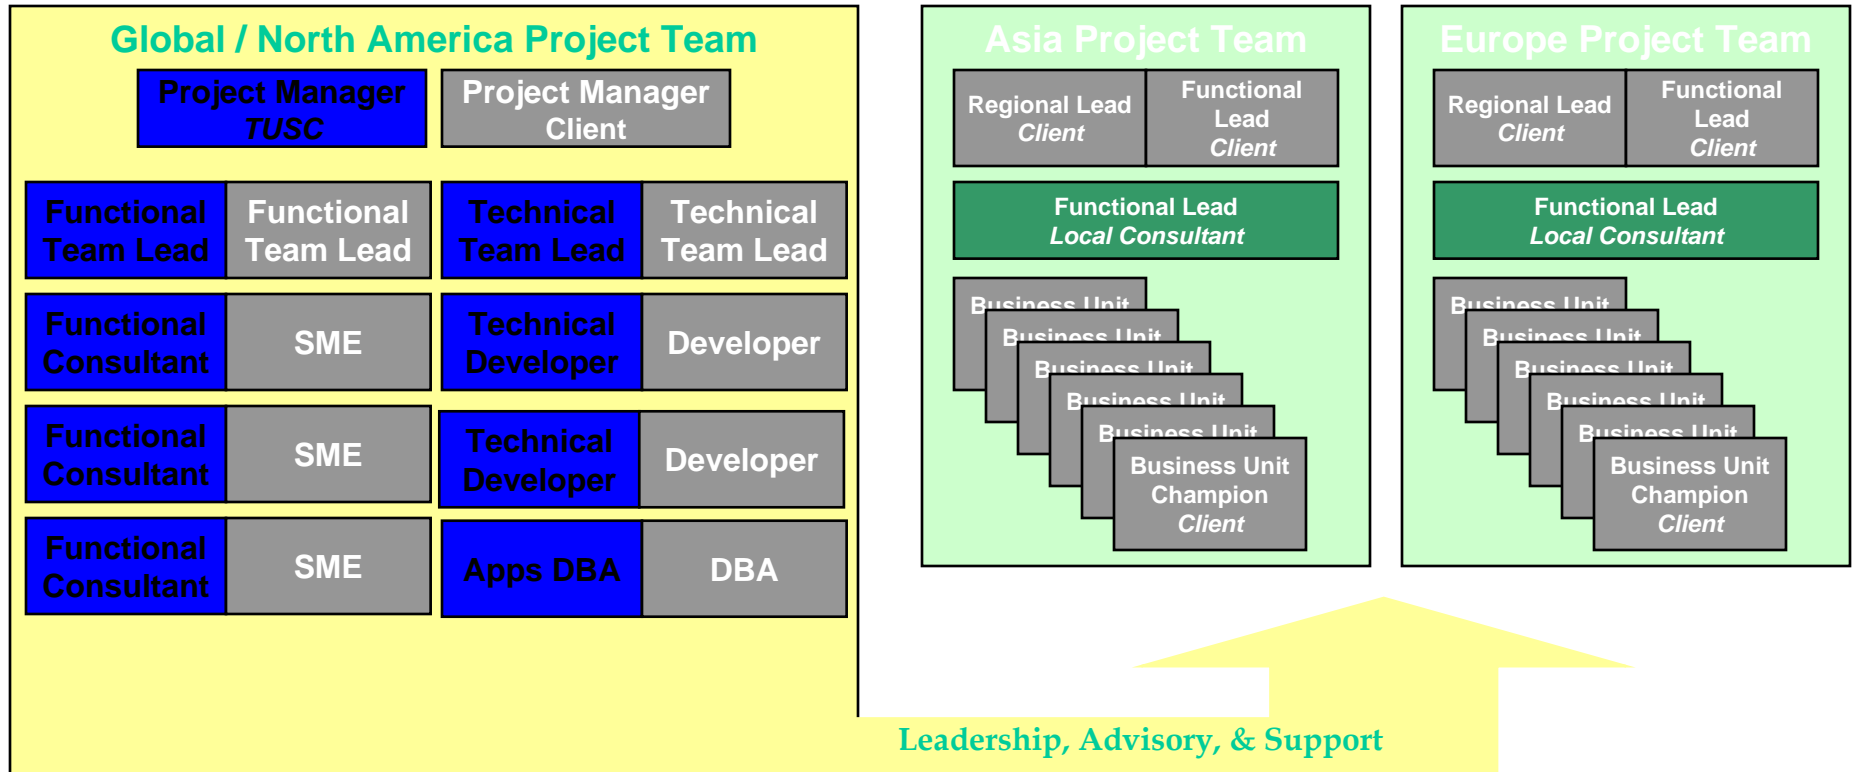 Global / North America Project Team
Project Manager
TUSC
Project Manager
Client
Functional
Team Lead
Functional
Team Lead
Technical
Team Lead
Technical
Team Lead
Functional
Consultant
SME
Technical
Developer
Developer
Functional
Consultant
SME
Technical
Developer
Developer
Functional
Consultant
SME
Apps DBA
DBA
Asia Project Team
Regional Lead
Client
Functional
Lead
Client
Functional Lead
Local Consultant
Business Unit
Business Unit
Business Unit
Business Unit
Business Unit
Business Unit
Champion
Client
Europe Project Team
Regional Lead
Client
Functional
Lead
Client
Functional Lead
Local Consultant
Business Unit
Business Unit
Business Unit
Business Unit
Business Unit
Business Unit
Champion
Client
Leadership, Advisory, & Support